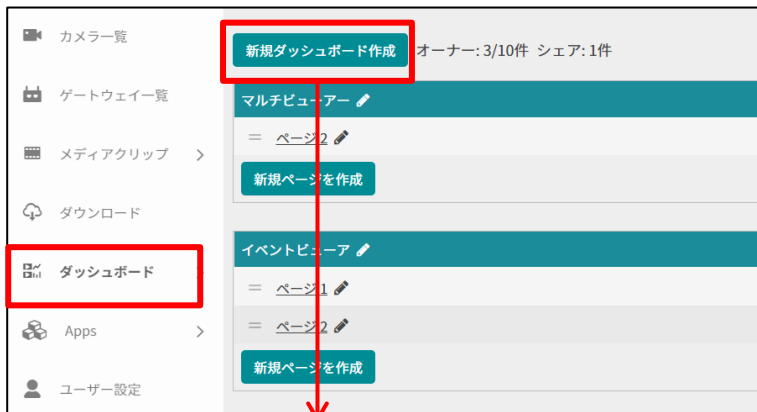 カメラ一覧
ゲートウェイ一覧
メディアクリップ
ダウンロード
ダッシュボード
Apps
ユーザー設定
新規ダッシュボード作成 オーナー: 3/10件 シェア: 1件
マルチビューアー
ページ2
新規ページを作成
イベントビューア
ページ1
ページ2
新規ページを作成